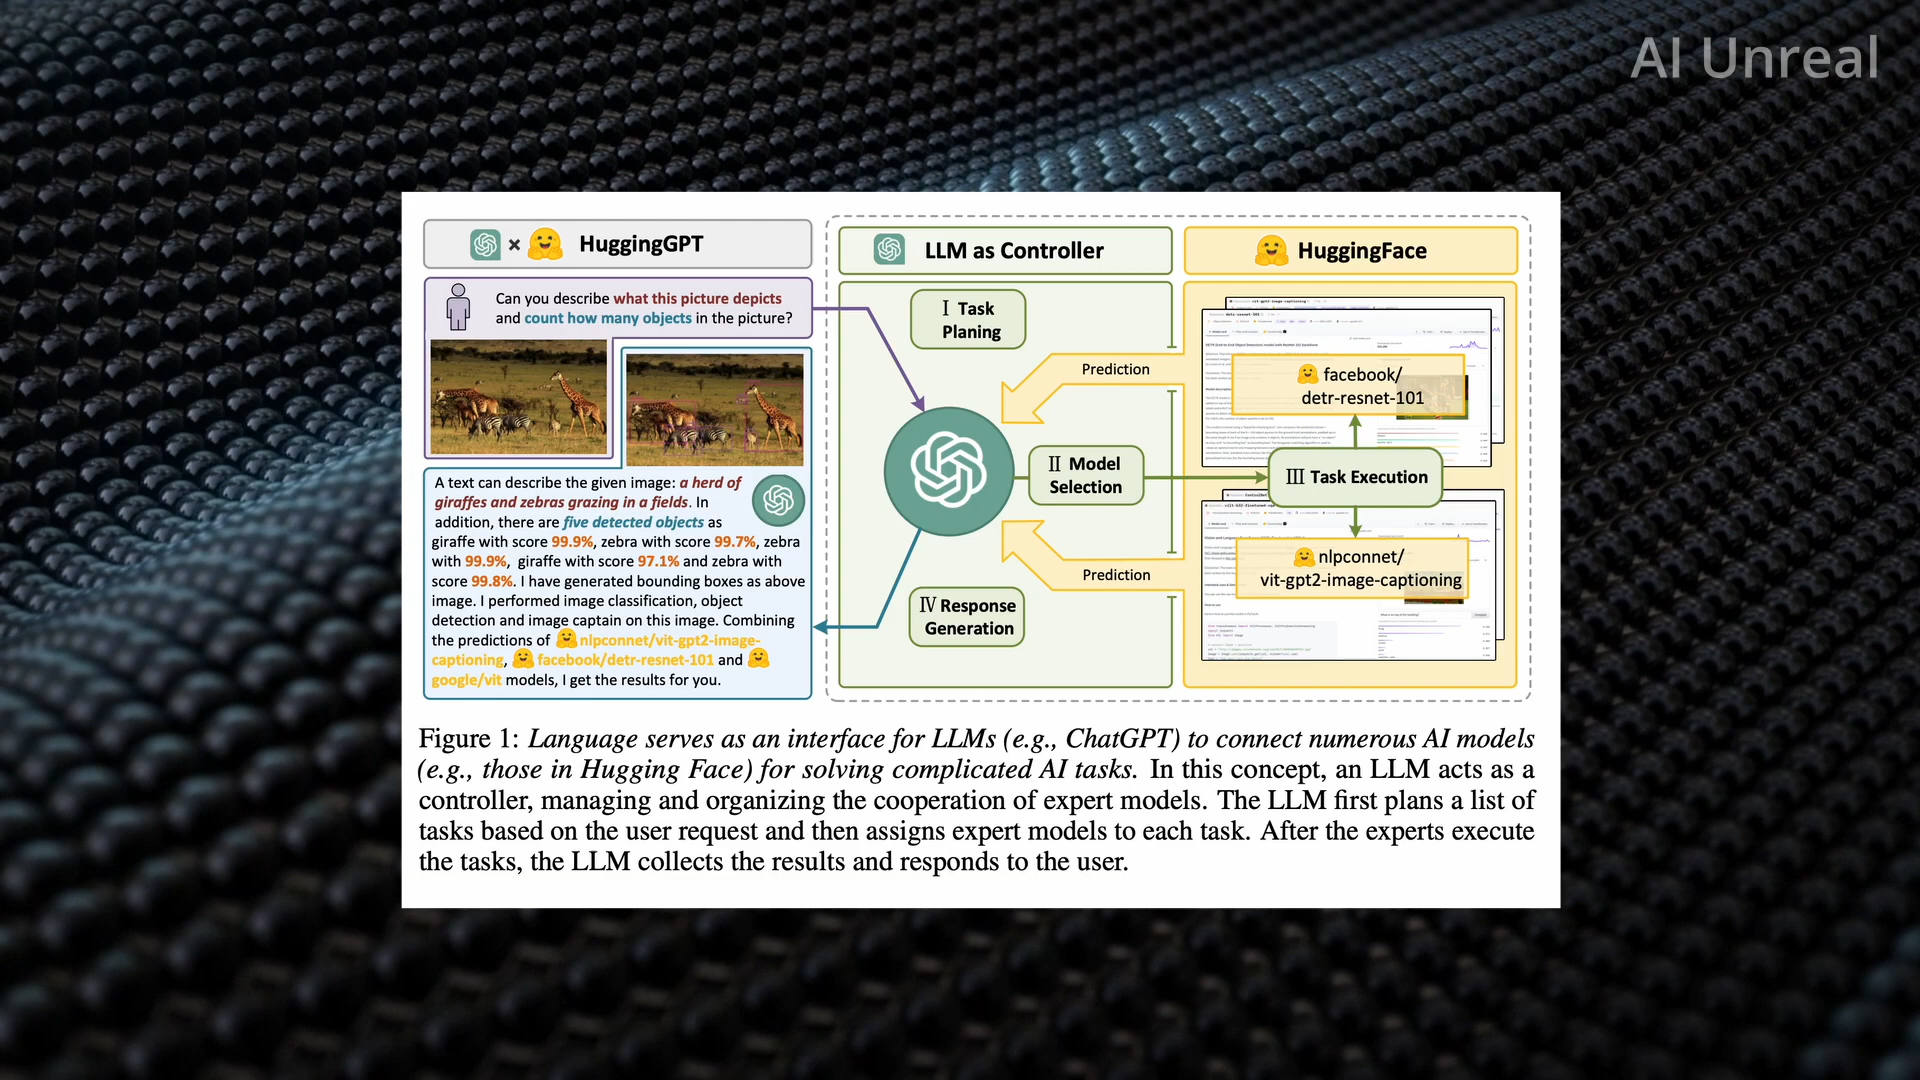 AI Unreal
HuggingGPT
Can you describe what this picture depicts
and count how many objects in the picture?
A text can describe the given image: a herd of
giraffes and zebras grazing in a fields. In
addition, there are five detected objects as
giraffe with score 99.9%, zebra with score 99.7%, zebra
with 99.9%, giraffe with score 97.1% and zebra with
score 99.8%. I have generated bounding boxes as above
image. I performed image classification, object
detection and image captain on this image. Combining
the predictions of nlpconnet/vit-gpt2-image-
captioning, facebook/detr-resnet-101 and
google/vit models, I get the results for you.
LLM as Controller
I Task
Planing
Prediction
II Model
Selection
Prediction
IV Response
Generation
HuggingFace
facebook/
detr-resnet-101
III Task Execution
nlpconnet/
vit-gpt2-image-captioning
Figure 1: Language serves as an interface for LLMs (e.g., ChatGPT) to connect numerous AI models
(e.g., those in Hugging Face) for solving complicated AI tasks. In this concept, an LLM acts as a
controller, managing and organizing the cooperation of expert models. The LLM first plans a list of
tasks based on the user request and then assigns expert models to each task. After the experts execute
the tasks, the LLM collects the results and responds to the user.